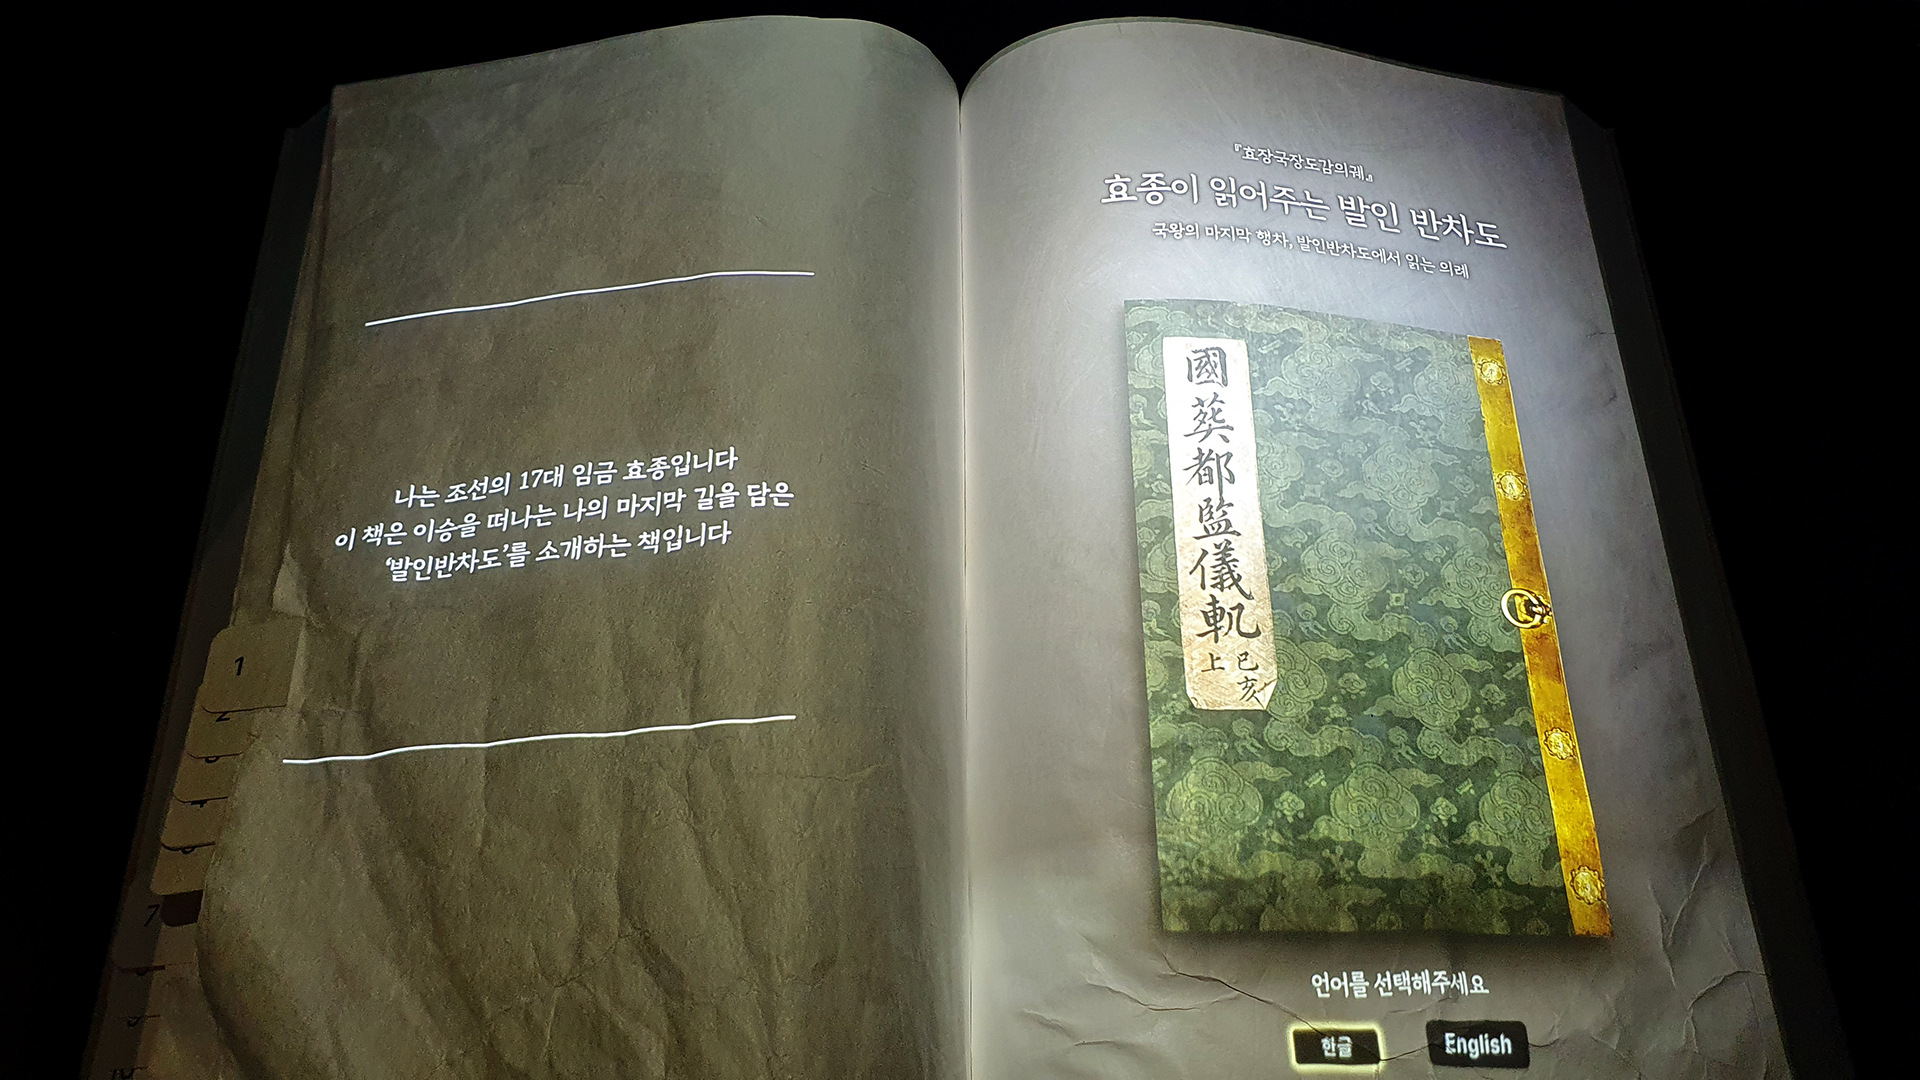 나는 조선의 17대 임금 효종입니다
이 책은 이승을 떠나는 나의 마지막 길을 담은
‘발인반차도’를 소개하는 책입니다
1
2
7
『효장국장도감의궤』
효종이 읽어주는 발인 반차도
국왕의 마지막 행차, 발인반차도에서 읽는 의례
國葬都監儀軌
己亥
上
언어를 선택해주세요
한글
English